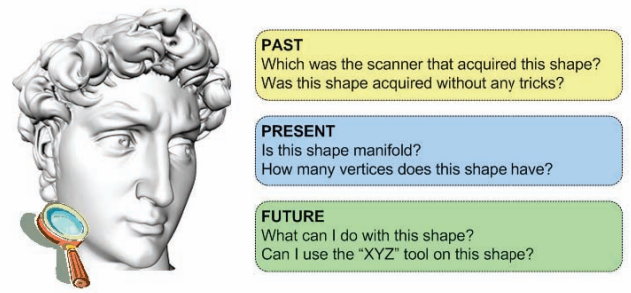 PAST
Which was the scanner that acquired this shape?
Was this shape acquired without any tricks?
PRESENT
Is this shape manifold?
How many vertices does this shape have?
FUTURE
What can I do with this shape?
Can I use the “XYZ” tool on this shape?